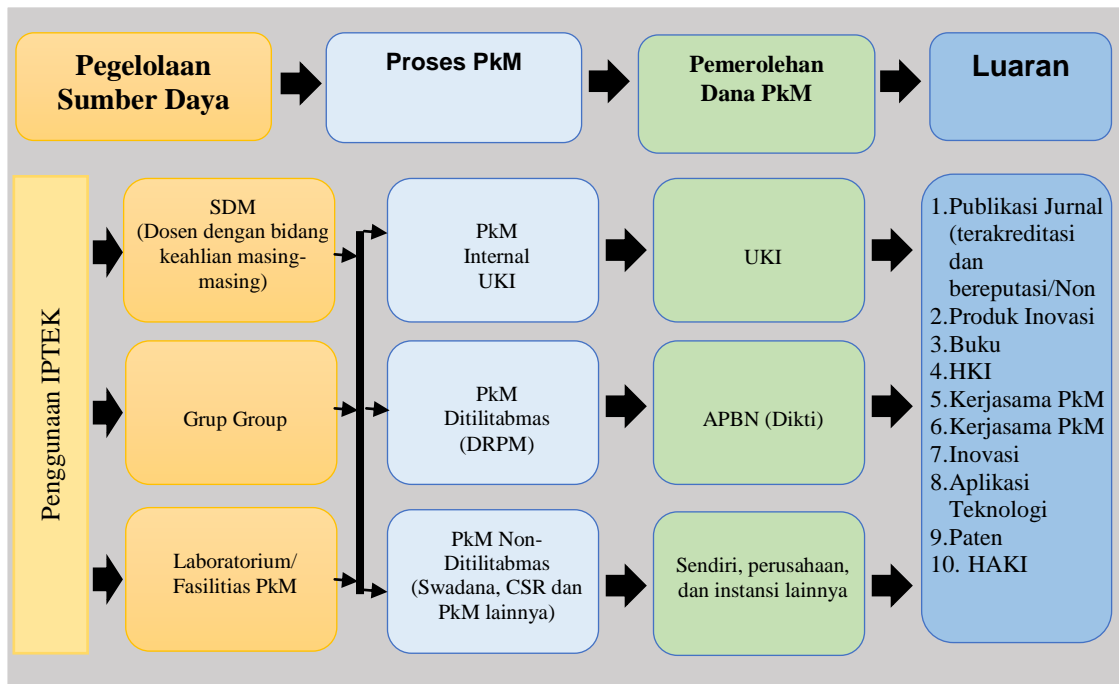 Pegelolaan
Sumber Daya
Proses PkM
Pemerolehan
Dana PkM
Luaran
Penggunaan IPTEK
SDM
(Dosen dengan bidang
keahlian masing-
masing)
PkM
Internal
UKI
UKI
Grup Group
PkM
Ditilitabmas
(DRPM)
APBN (Dikti)
Laboratorium/
Fasilitias PkM
PkM Non-
Ditilitabmas
(Swadana, CSR dan
PkM lainnya)
Sendiri, perusahaan,
dan instansi lainnya
1.Publikasi Jurnal
(terakreditasi
dan
bereputasi/Non
2.Produk Inovasi
3.Buku
4.HKI
5.Kerjasama PkM
6.Kerjasama PkM
7.Inovasi
8.Aplikasi
Teknologi
9.Paten
10. HAKI